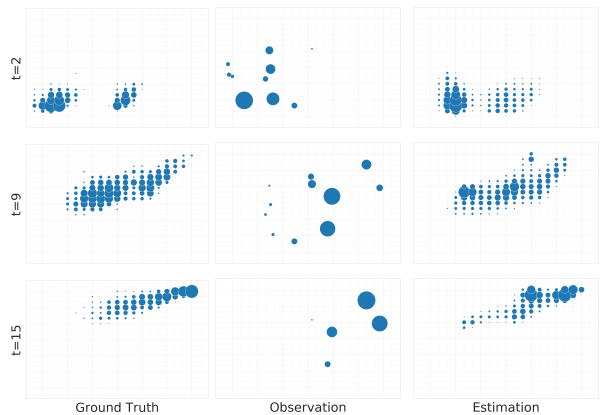 t=2
t=9
t=15
Ground Truth
Observation
Estimation